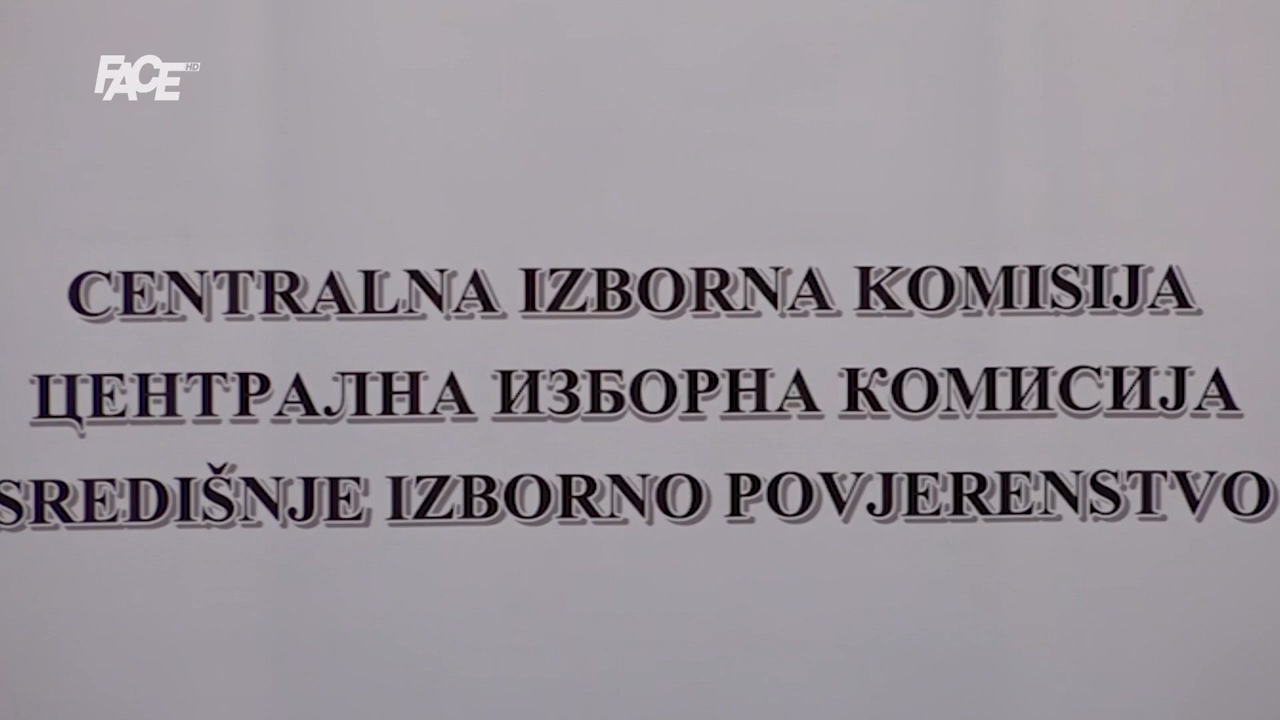 FACE HD
CENTRALNA IZBORNA KOMISIJA
ЦЕНТРАЛНА ИЗБОРНА КОМИСИЈА
SREDIŠNJE IZBORNO POVJERENSTVO